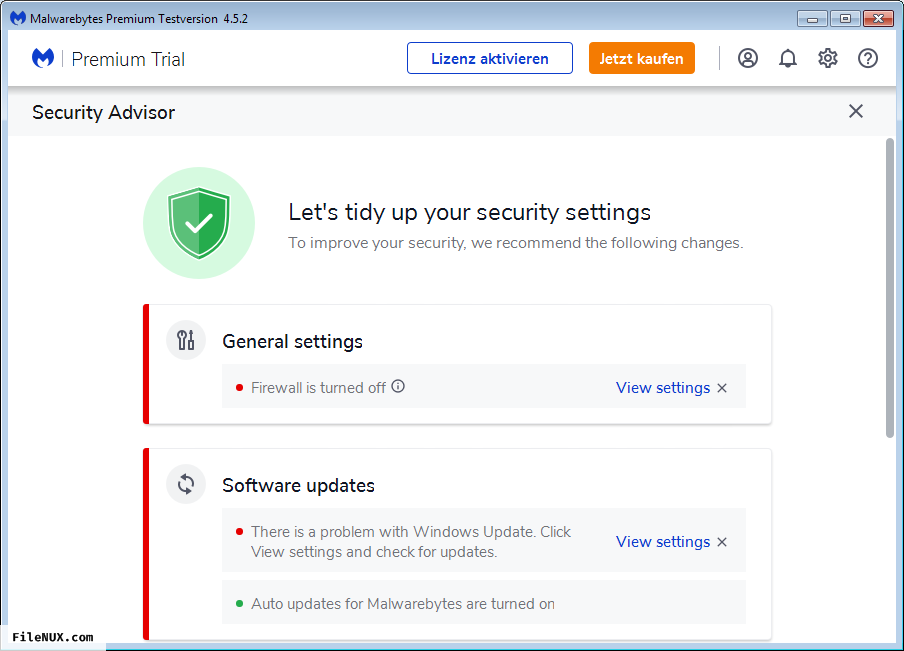 Malwarebytes Premium Testversion 4.5.2
Premium Trial
Lizenz aktivieren
Jetzt kaufen
Security Advisor
Let's tidy up your security settings
To improve your security, we recommend the following changes.
General settings
Firewall is turned off
View settings
Software updates
There is a problem with Windows Update. Click
View settings and check for updates.
View settings
Auto updates for Malwarebytes are turned on
FileNUX.com